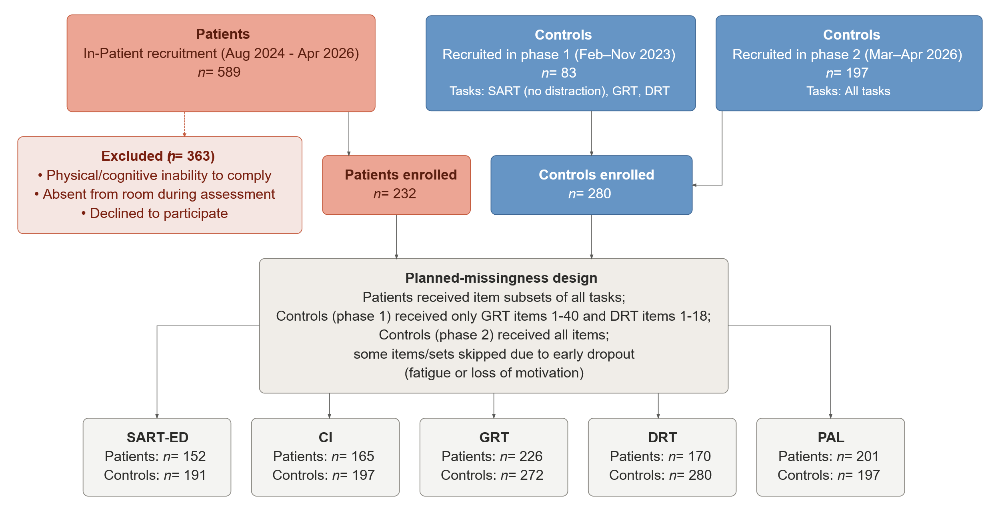 Patients
In-Patient recruitment (Aug 2024 - Apr 2026)
n= 589
Controls
Recruited in phase 1 (Feb–Nov 2023)
n= 83
Tasks: SART (no distraction), GRT, DRT
Controls
Recruited in phase 2 (Mar–Apr 2026)
n= 197
Tasks: All tasks
Excluded (n= 363)
• Physical/cognitive inability to comply
• Absent from room during assessment
• Declined to participate
Patients enrolled
n= 232
Controls enrolled
n= 280
Planned-missingness design
Patients received item subsets of all tasks;
Controls (phase 1) received only GRT items 1-40 and DRT items 1-18;
Controls (phase 2) received all items;
some items/sets skipped due to early dropout
(fatigue or loss of motivation)
SART-ED
Patients: n= 152
Controls: n= 191
CI
Patients: n= 165
Controls: n= 197
GRT
Patients: n= 226
Controls: n= 272
DRT
Patients: n= 170
Controls: n= 280
PAL
Patients: n= 201
Controls: n= 197